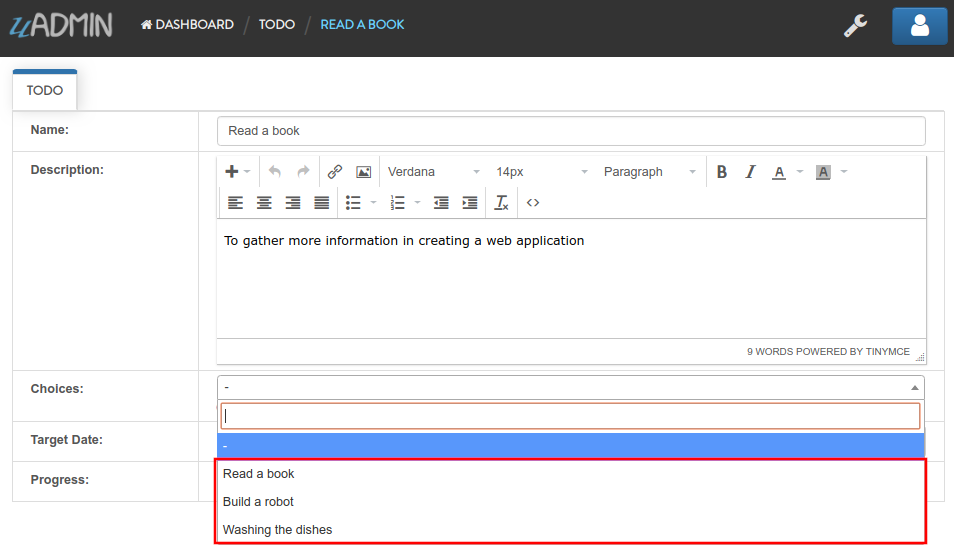 uADMIN DASHBOARD / TODO / READ A BOOK
TODO
Name: Read a book
Description:
Verdana 14px Paragraph B I A A
To gather more information in creating a web application
9 WORDS POWERED BY TINYMCE
Choices: -
-
Target Date:
Progress:
Read a book
Build a robot
Washing the dishes